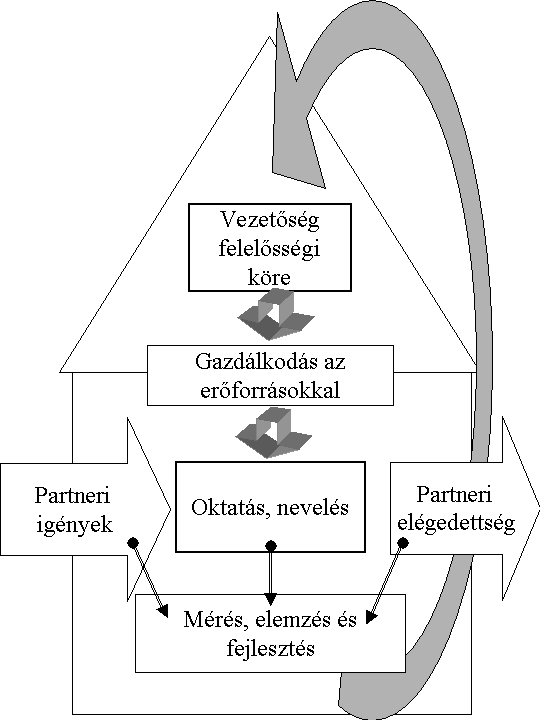 Vezetőség
felelősségi
köre
Gazdálkodás az
erőforrásokkal
Partneri
igények
Oktatás, nevelés
Partneri
elégedettség
Mérés, elemzés és
fejlesztés